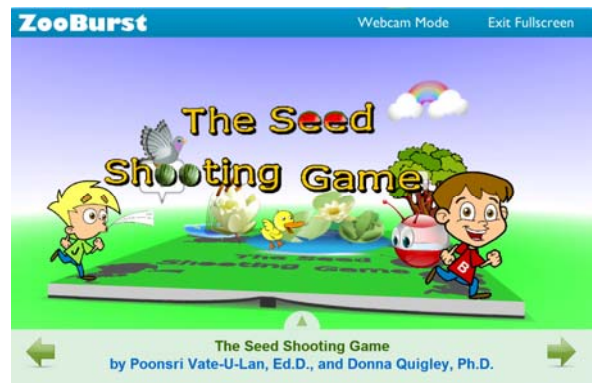 ZooBurst
Webcam Mode Exit Fullscreen
The Seed
Shooting Game
The Seed
Shooting Game
B
The Seed Shooting Game
by Poonsri Vate-U-Lan, Ed.D., and Donna Quigley, Ph.D.